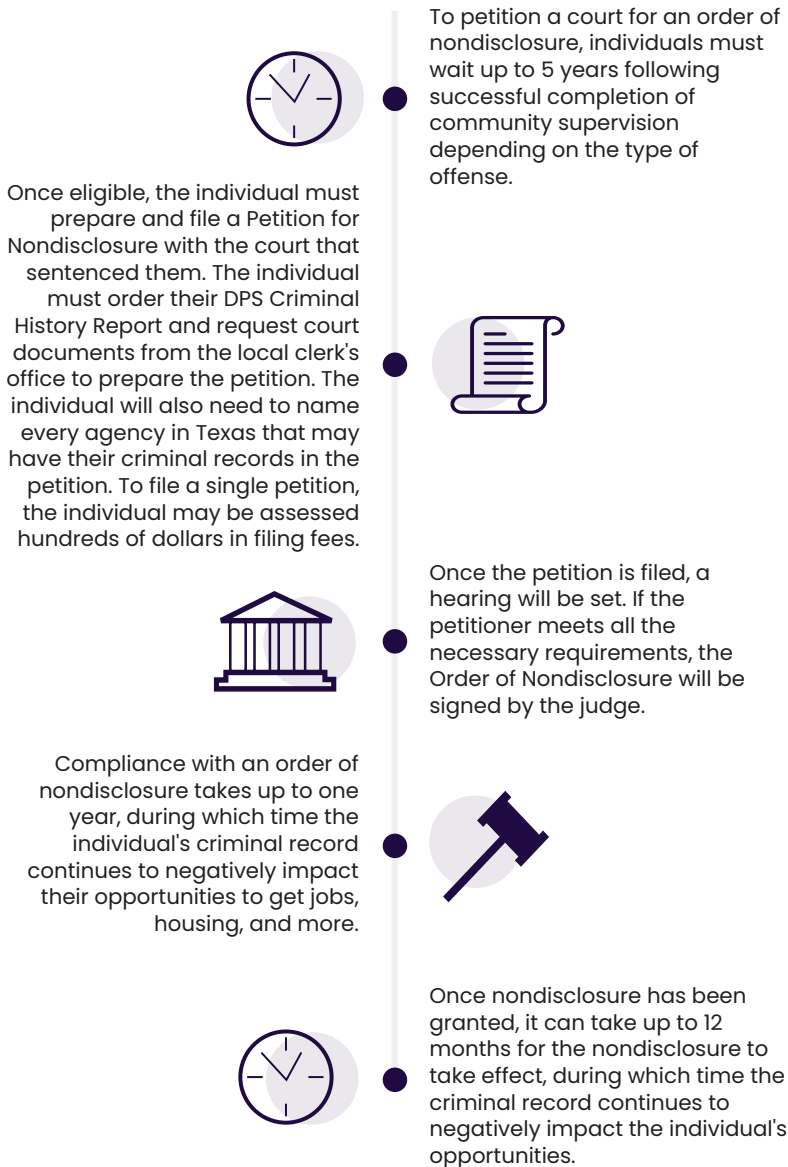 To petition a court for an order of
nondisclosure, individuals must
wait up to 5 years following
successful completion of
community supervision
depending on the type of
offense.
Once eligible, the individual must
prepare and file a Petition for
Nondisclosure with the court that
sentenced them. The individual
must order their DPS Criminal
History Report and request court
documents from the local clerk's
office to prepare the petition. The
individual will also need to name
every agency in Texas that may
have their criminal records in the
petition. To file a single petition,
the individual may be assessed
hundreds of dollars in filing fees.
Once the petition is filed, a
hearing will be set. If the
petitioner meets all the
necessary requirements, the
Order of Nondisclosure will be
signed by the judge.
Compliance with an order of
nondisclosure takes up to one
year, during which time the
individual's criminal record
continues to negatively impact
their opportunities to get jobs,
housing, and more.
Once nondisclosure has been
granted, it can take up to 12
months for the nondisclosure to
take effect, during which time the
criminal record continues to
negatively impact the individual's
opportunities.